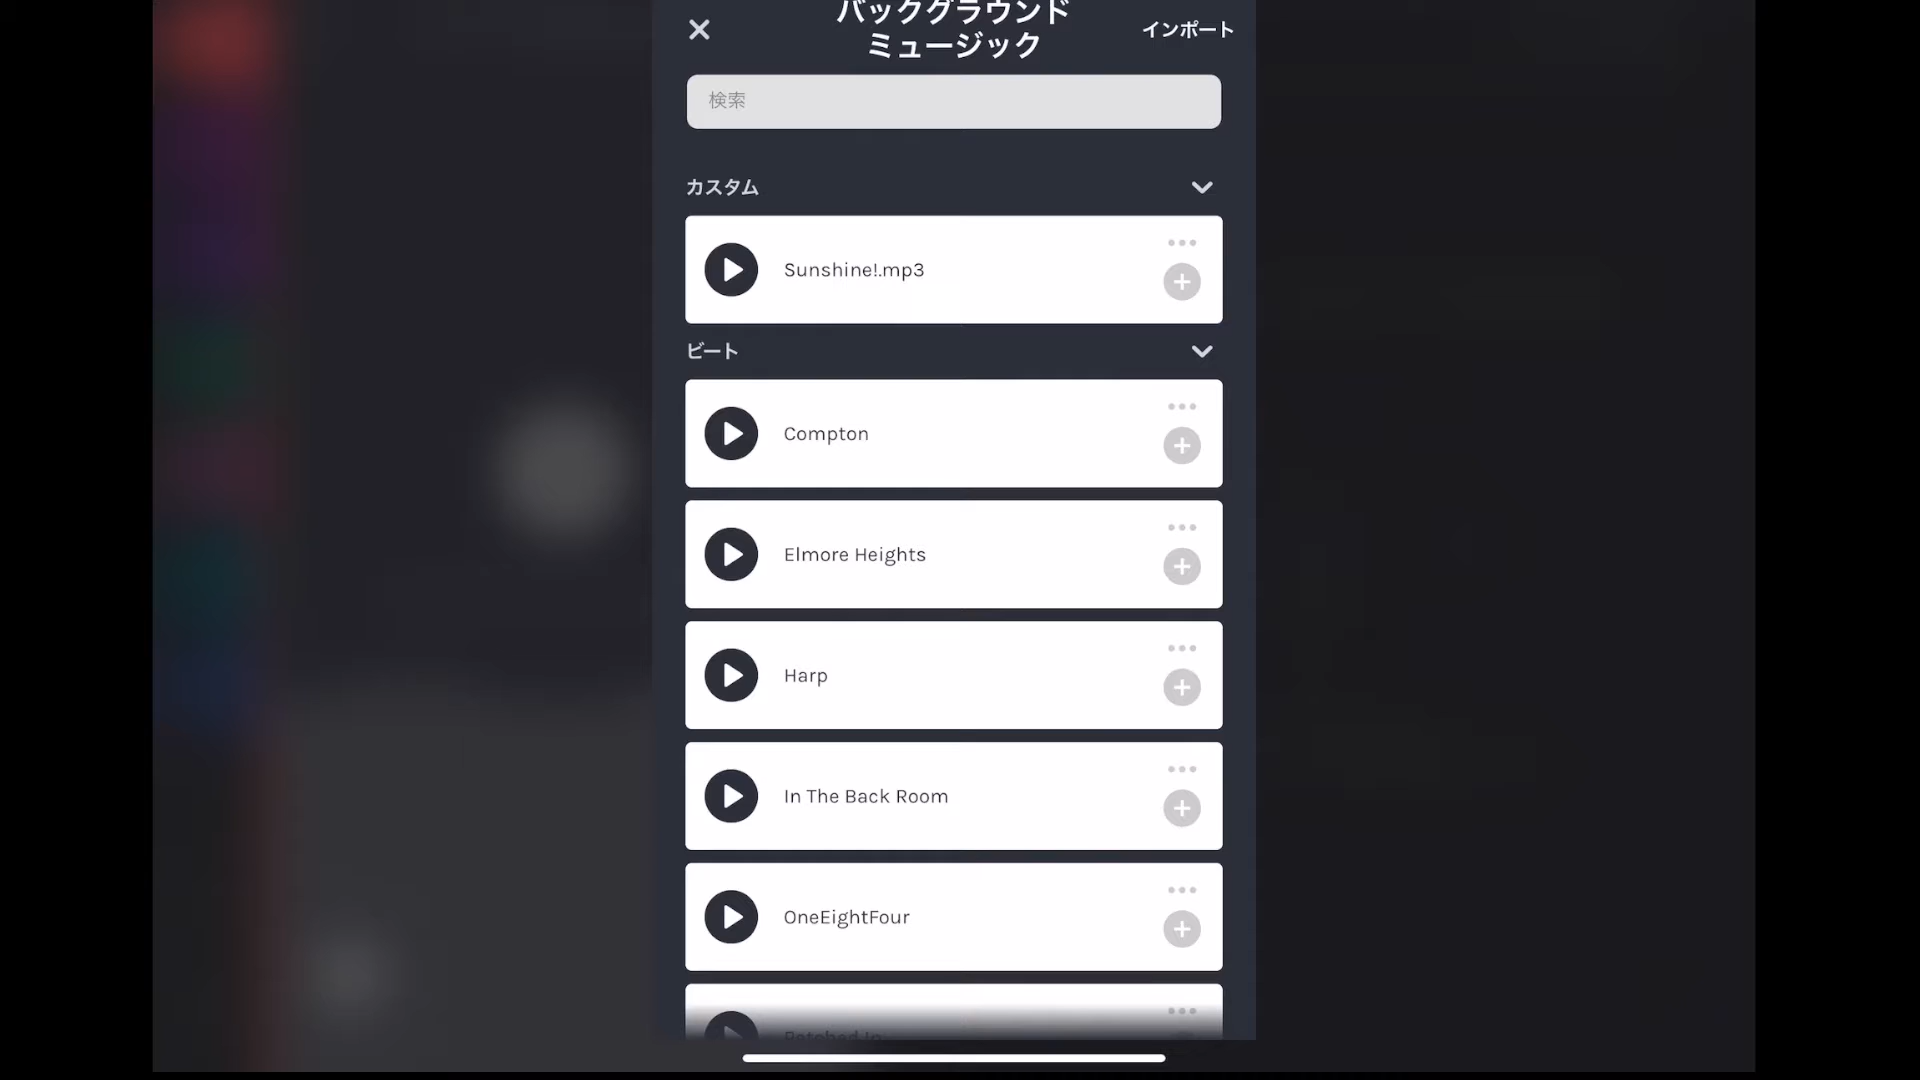 バックグラウンド
ミュージック
インポート
検索
カスタム
Sunshine!.mp3
ビート
Compton
Elmore Heights
Harp
In The Back Room
OneEightFour